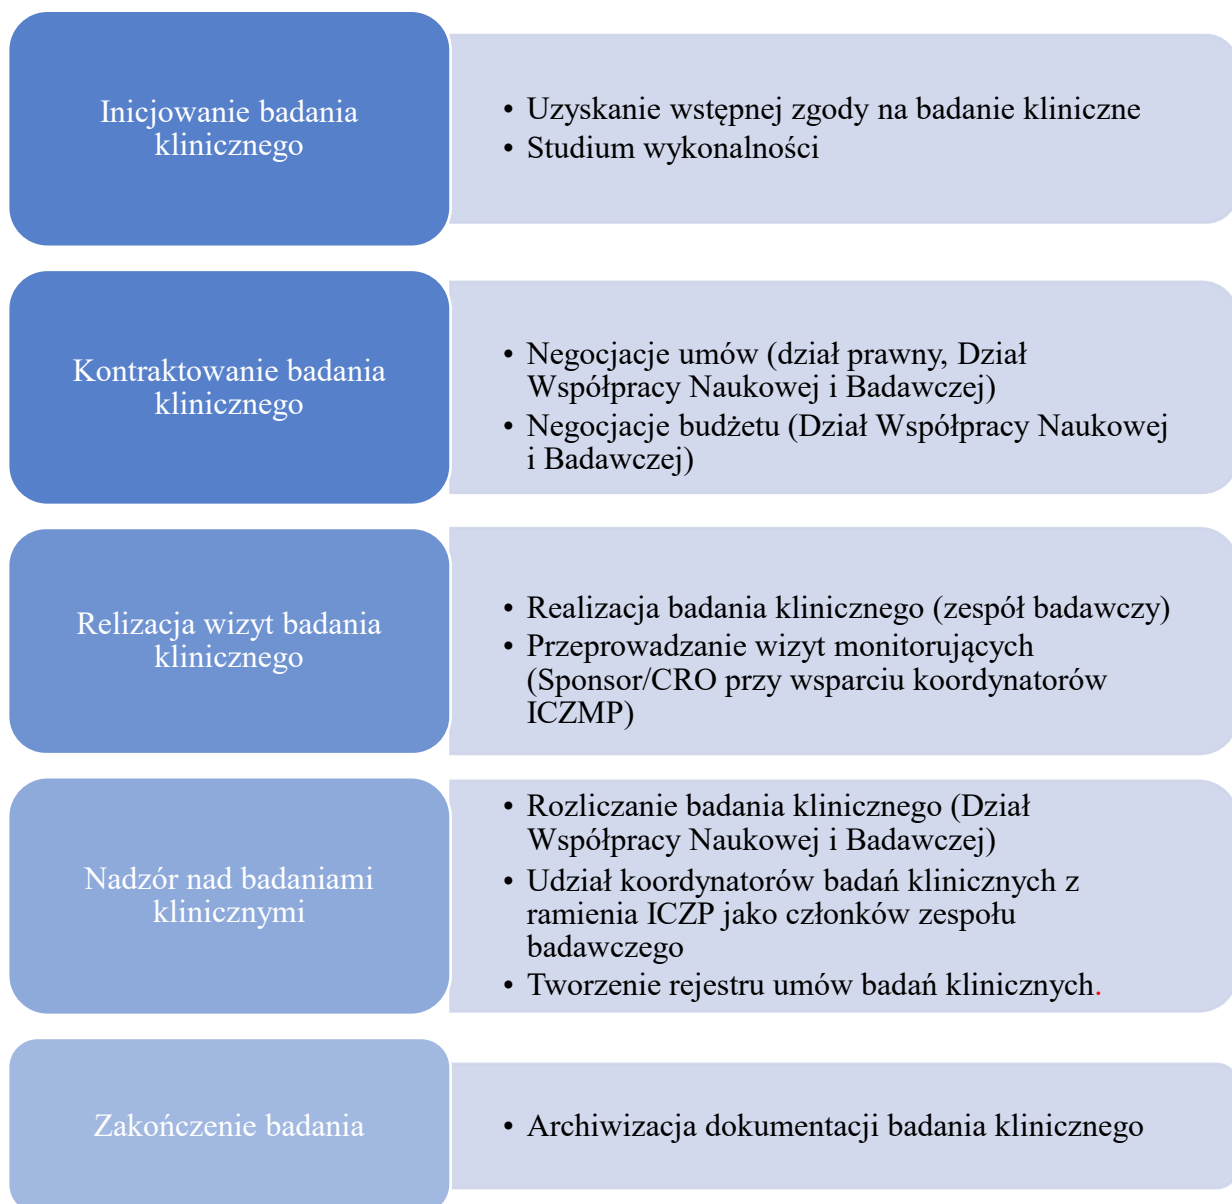 Inicjowanie badania
klinicznego
• Uzyskanie wstępnej zgody na badanie kliniczne
• Studium wykonalności
Kontraktowanie badania
klinicznego
• Negocjacje umów (dział prawny, Dział
Współpracy Naukowej i Badawczej)
• Negocjacje budżetu (Dział Współpracy Naukowej
i Badawczej)
Relizacja wizyt badania
klinicznego
• Realizacja badania klinicznego (zespół badawczy)
• Przeprowadzanie wizyt monitorujących
(Sponsor/CRO przy wsparciu koordynatorów
ICZMP)
Nadzór nad badaniami
klinicznymi
• Rozliczanie badania klinicznego (Dział
Współpracy Naukowej i Badawczej)
• Udział koordynatorów badań klinicznych z
ramienia ICZP jako członków zespołu
badawczego
• Tworzenie rejestru umów badań klinicznych.
Zakończenie badania
• Archiwizacja dokumentacji badania klinicznego